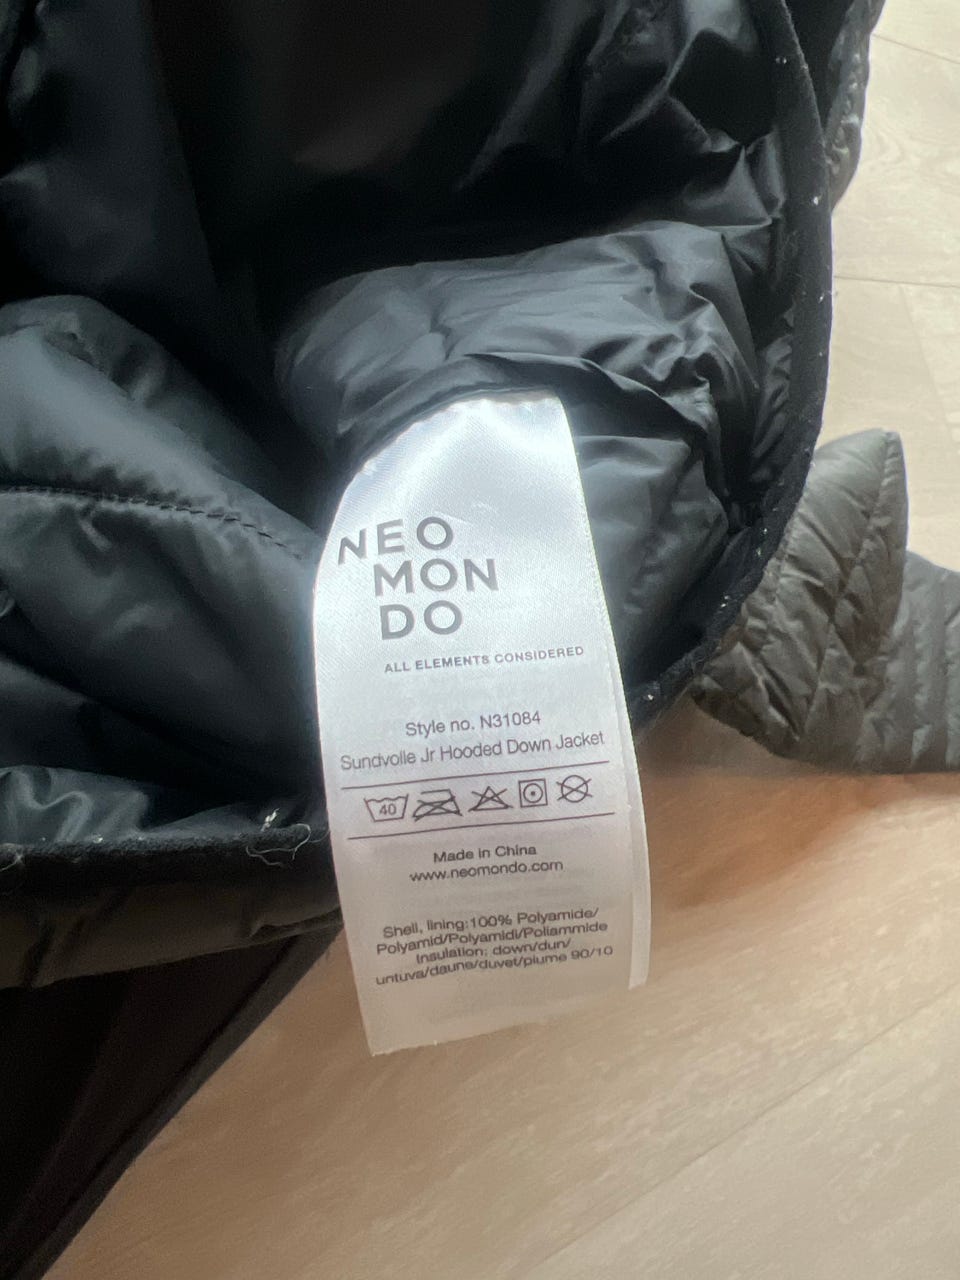 NEO
MON
DO
ALL ELEMENTS CONSIDERED
Style no. N31084
Sundvolle Jr Hooded Down Jacket
40
Made in China
www.neomondo.com
Shell, lining:100% Polyamide/
Polyamid/Polyamidi/Poliammide
Insulation: down/dun/
untuva/daune/duvet/piume 90/10